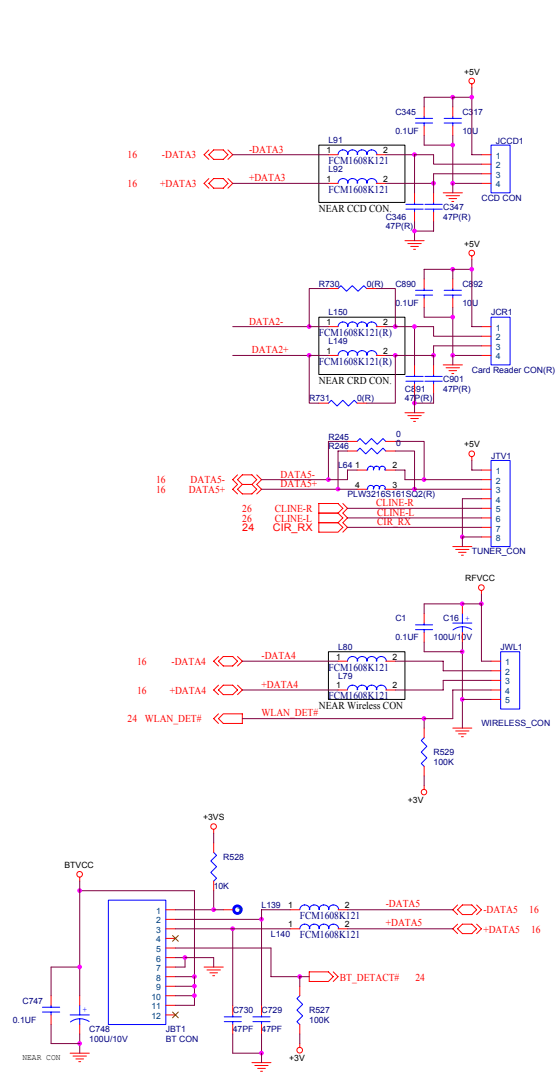 +5V
C345 C317
0.1UF 10U
JCCD1
L91
16 -DATA3 -DATA3 1 2
L92
FCM1608K121
16 +DATA3 +DATA3 1 2
FCM1608K121
NEAR CCD CON.
1
2
3
4
CCD CON
C346 C347
47P(R) 47P(R)
+5V
R730 0(R)
C890 C892
0.1UF 10U
JCR1
L150
DATA2- 1 2
L149
FCM1608K121(R)
DATA2+ 1 2
FCM1608K121(R)
NEAR CRD CON.
1
2
3
4
Card Reader CON(R)
C891 C901
47P(R) 47P(R)
R731 0(R)
R245 0
R246 0
+5V
JTV1
L64 1 2
16 DATA5- DATA5-
16 DATA5+ DATA5+ 4 3
PLW3216S161SQ2(R)
26 CLINE-R CLINE-R
26 CLINE-L CLINE-L
24 CIR_RX CIR_RX
1
2
3
4
5
6
7
8
TUNER_CON
RFVCC
C1 C16 +
0.1UF 100U/10V
JWL1
L80
16 -DATA4 -DATA4 1 2
FCM1608K121
L79
16 +DATA4 +DATA4 1 2
FCM1608K121
NEAR Wireless CON
1
2
3
4
5
24 WLAN_DET# WLAN_DET#
WIRELESS_CON
R529
100K
+3V
+3VS
R528
10K
BTVCC
L139 1 2 -DATA5 -DATA5 16
FCM1608K121
L140 1 2 +DATA5 +DATA5 16
FCM1608K121
1
2
3
4
5
6
7
8
9
10
11
12
BT_DETACT# 24
C747
0.1UF
+
C748
100U/10V
JBT1
BT CON
C730 C729
47PF 47PF
R527
100K
+3V
NEAR CON